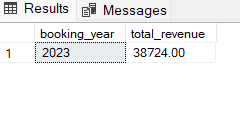 Results Messages
booking_year total_revenue
1 2023 38724.00